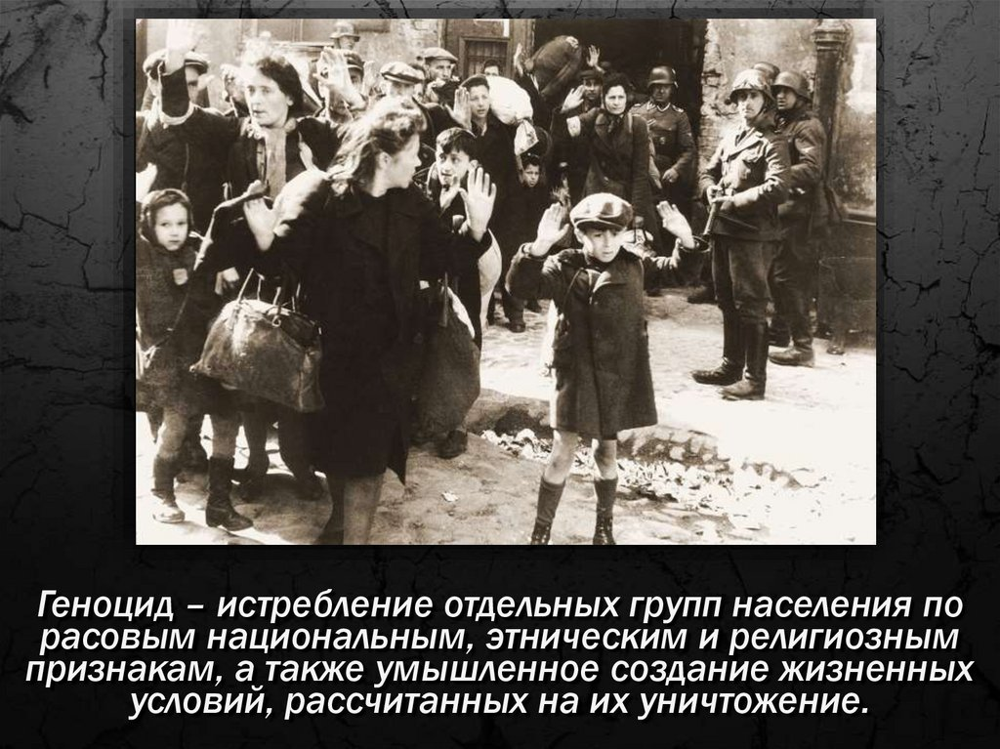 Геноцид – истребление отдельных групп населения по
расовым национальным, этническим и религиозным
признакам, а также умышленное создание жизненных
условий, рассчитанных на их уничтожение.